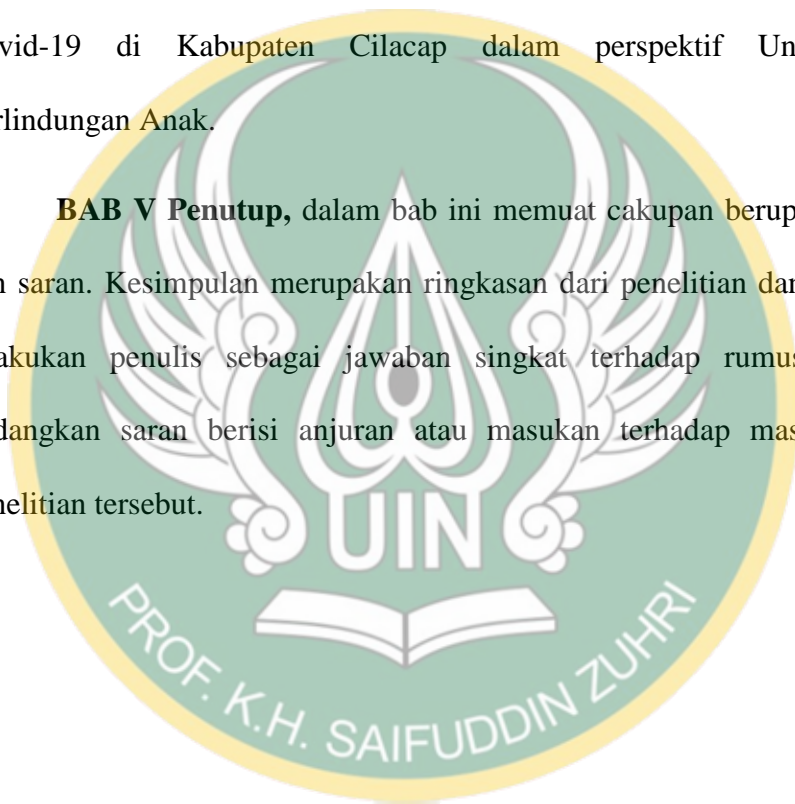 vid-19 di Kabupaten Cilacap dalam perspektif Un
rlindungan Anak.
BAB V Penutup, dalam bab ini memuat cakupan berup
n saran. Kesimpulan merupakan ringkasan dari penelitian dan
akukan penulis sebagai jawaban singkat terhadap rumus
dangkan saran berisi anjuran atau masukan terhadap mas
nelitian tersebut.
UIN
PROF. K.H. SAIFUDDIN ZUHRI